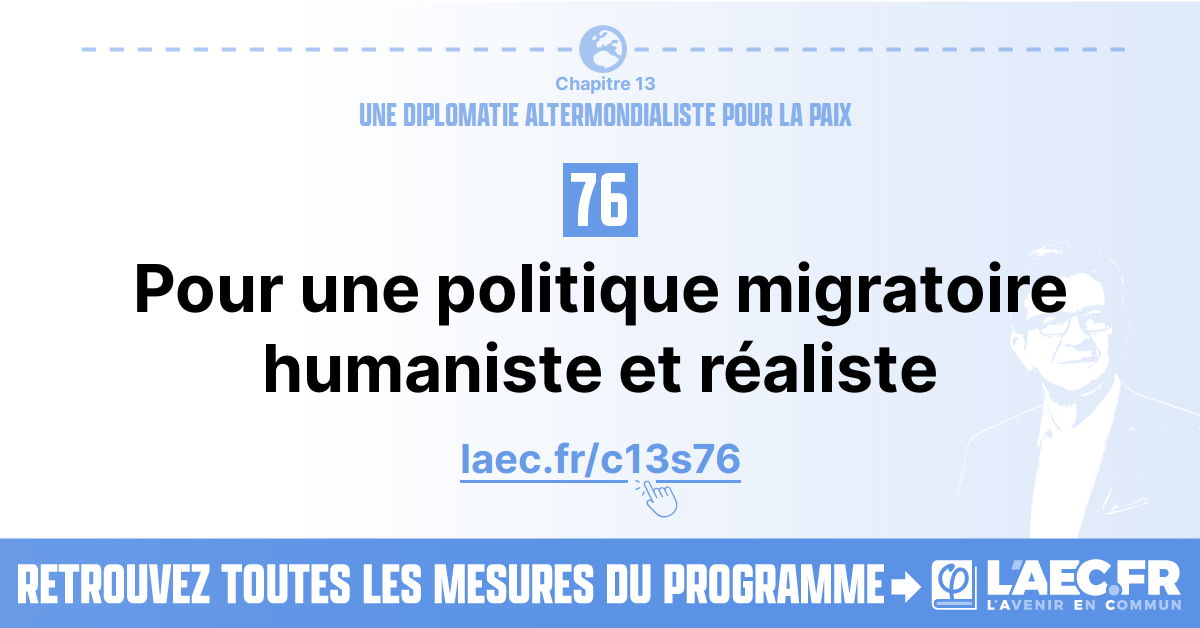 Chapitre 13
UNE DIPLOMATIE ALTERMONDIALISTE POUR LA PAIX
76
Pour une politique migratoire
humaniste et réaliste
laec.fr/c13s76
RETROUVEZ TOUTES LES MESURES DU PROGRAMME
φ L'AEC.FR
L'AVENIR EN COMMUN